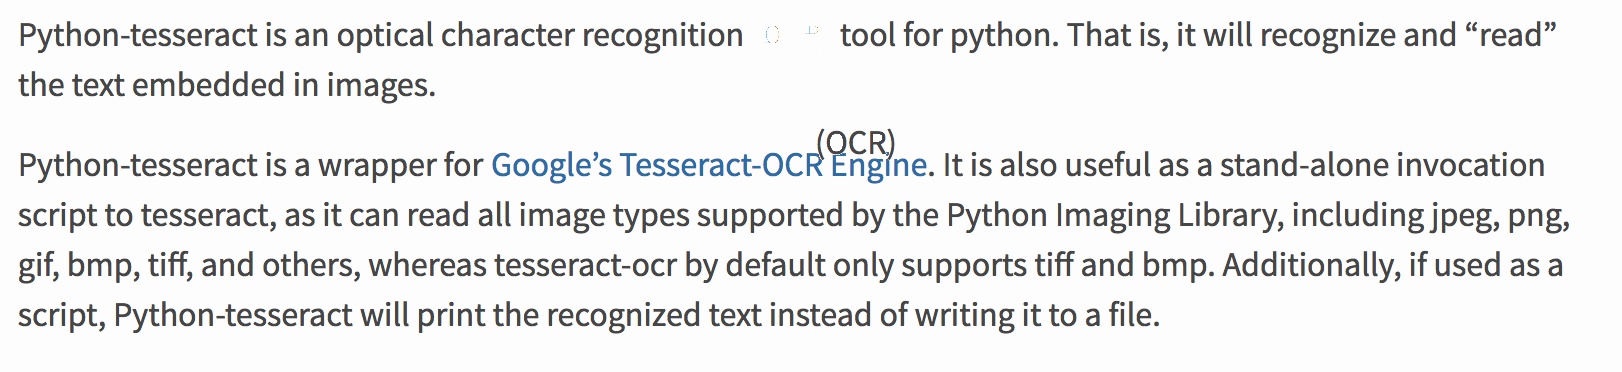 Python-tesseract is an optical character recognition tool for python. That is, it will recognize and “read”
the text embedded in images.
(OCR)
Python-tesseract is a wrapper for Google’s Tesseract-OCR Engine. It is also useful as a stand-alone invocation
script to tesseract, as it can read all image types supported by the Python Imaging Library, including jpeg, png,
gif, bmp, tiff, and others, whereas tesseract-ocr by default only supports tiff and bmp. Additionally, if used as a
script, Python-tesseract will print the recognized text instead of writing it to a file.